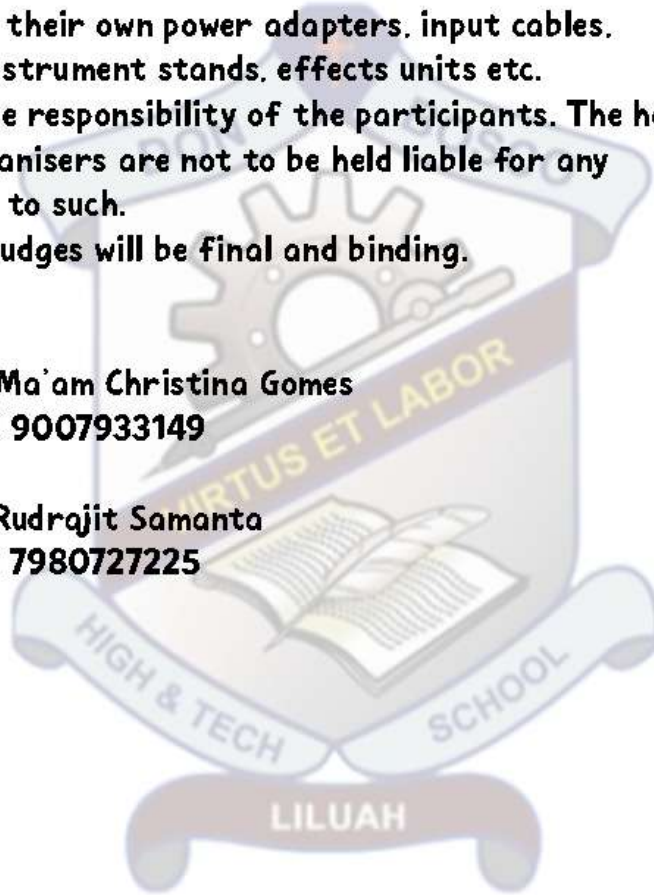 their own power adapters, input cables,
strument stands, effects units etc.
e responsibility of the participants. The h
anisers are not to be held liable for any
to such.
udges will be final and binding.
Ma'am Christina Gomes
9007933149
Rudrajit Samanta
7980727225
DON BOSCO
VIRTUS ET LABOR
HIGH & TECH SCHOOL
LILUAH